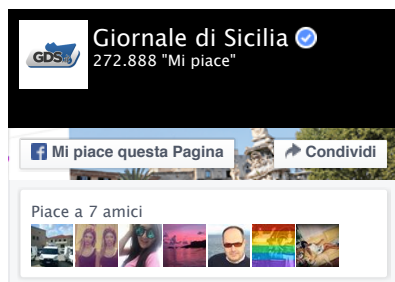 Giornale di Sicilia
272.888 "Mi piace"
GDS
Mi piace questa Pagina
Condividi
Piace a 7 amici